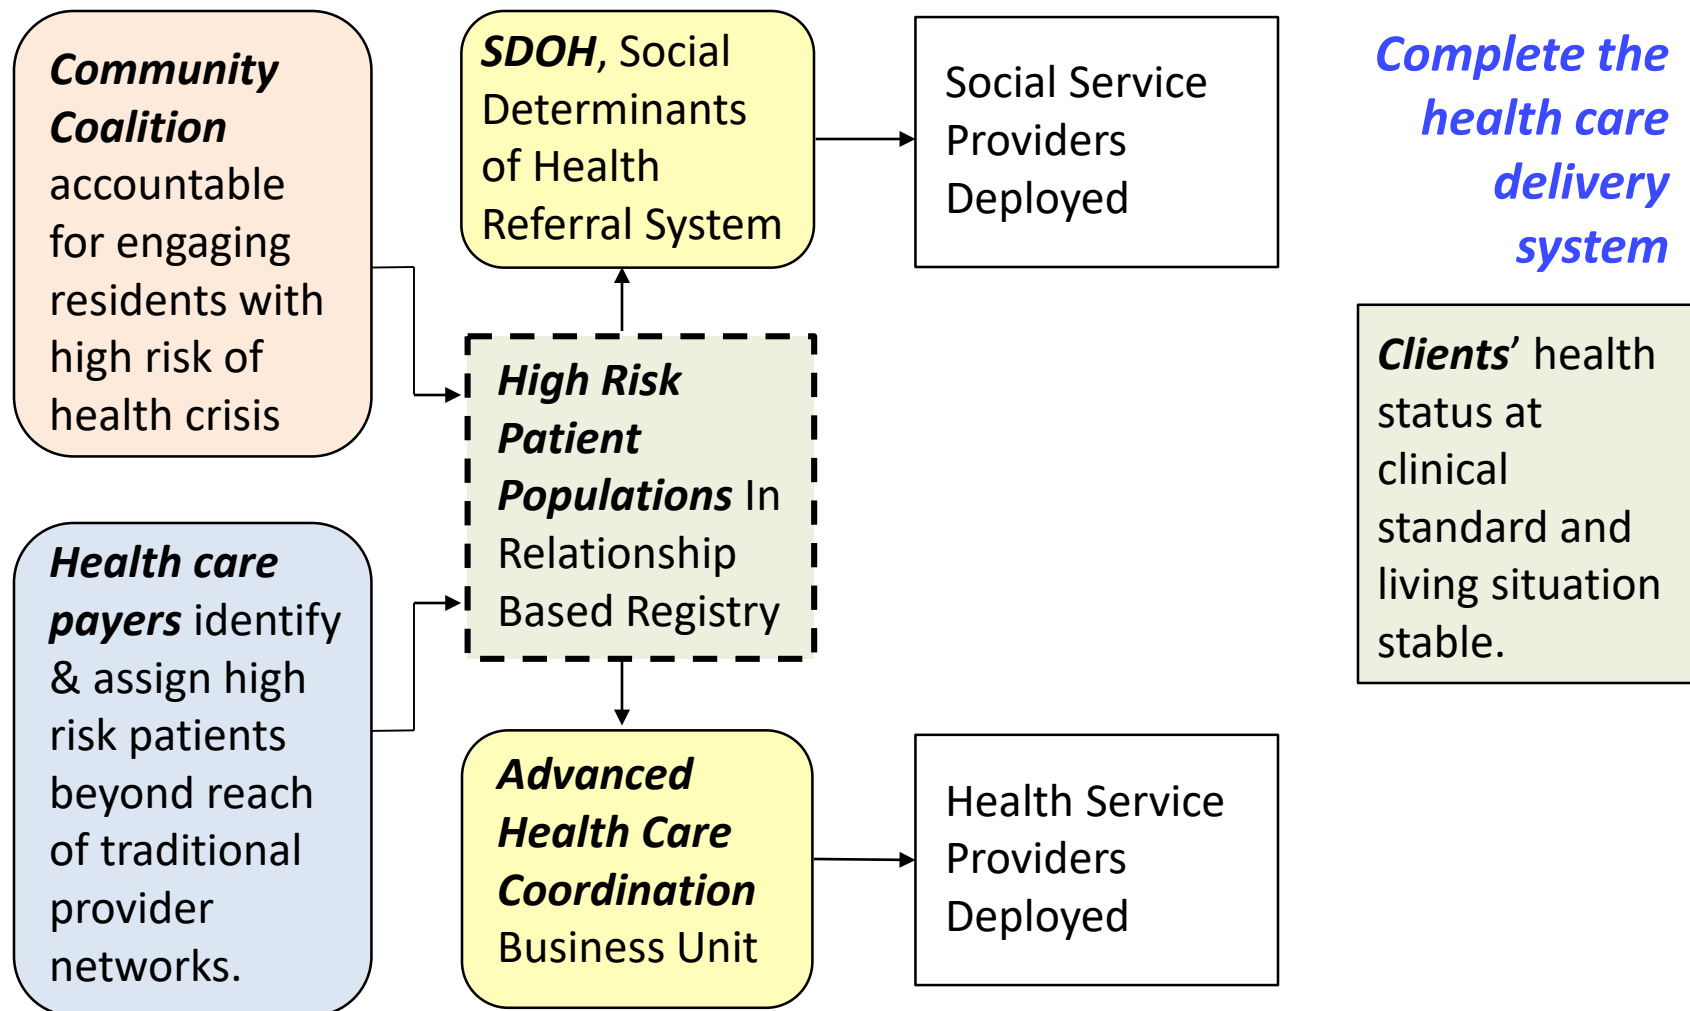 Community
Coalition
accountable
for engaging
residents with
high risk of
health crisis
Health care
payers identify
& assign high
risk patients
beyond reach
of traditional
provider
networks.
SDOH, Social
Determinants
of Health
Referral System
High Risk
Patient
Populations In
Relationship
Based Registry
Advanced
Health Care
Coordination
Business Unit
Social Service
Providers
Deployed
Health Service
Providers
Deployed
Complete the
health care
delivery
system
Clients’ health
status at
clinical
standard and
living situation
stable.